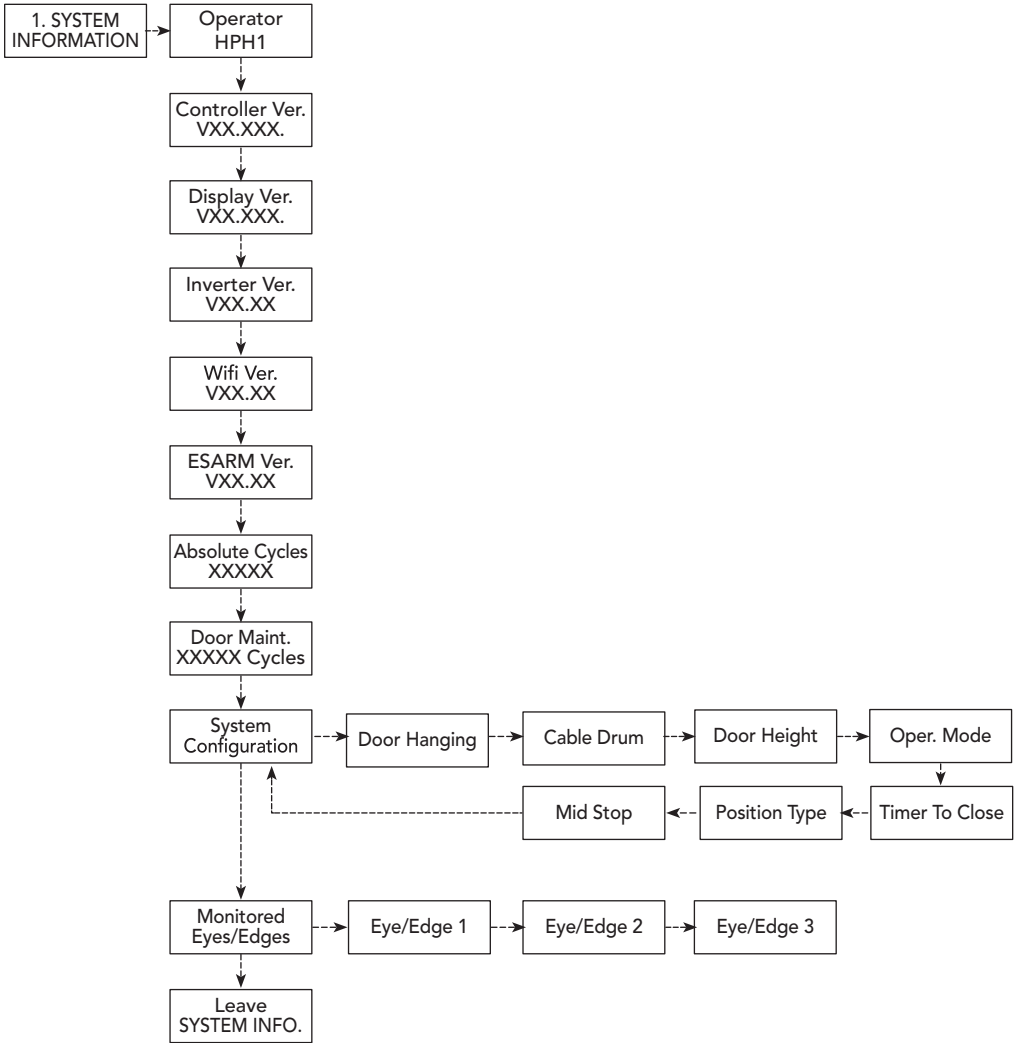 1. SYSTEM
INFORMATION
Operator
HPH1
Controller Ver.
VXX.XXX.
Display Ver.
VXX.XXX.
Inverter Ver.
VXX.XX
Wifi Ver.
VXX.XX
ESARM Ver.
VXX.XX
Absolute Cycles
XXXXX
Door Maint.
XXXXX Cycles
System
Configuration
Door Hanging
Cable Drum
Door Height
Oper. Mode
Timer To Close
Position Type
Mid Stop
Monitored
Eyes/Edges
Eye/Edge 1
Eye/Edge 2
Eye/Edge 3
Leave
SYSTEM INFO.